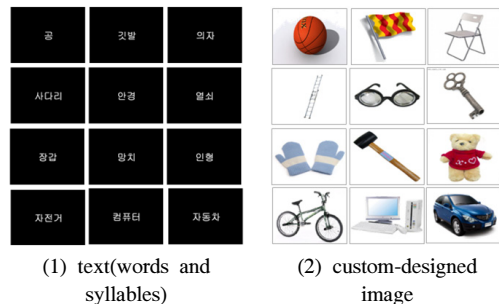 공 깃발 의자
사다리 안경 열쇠
장갑 망치 인형
자전거 컴퓨터 자동차
(1) text(words and
syllables)
(2) custom-designed
image